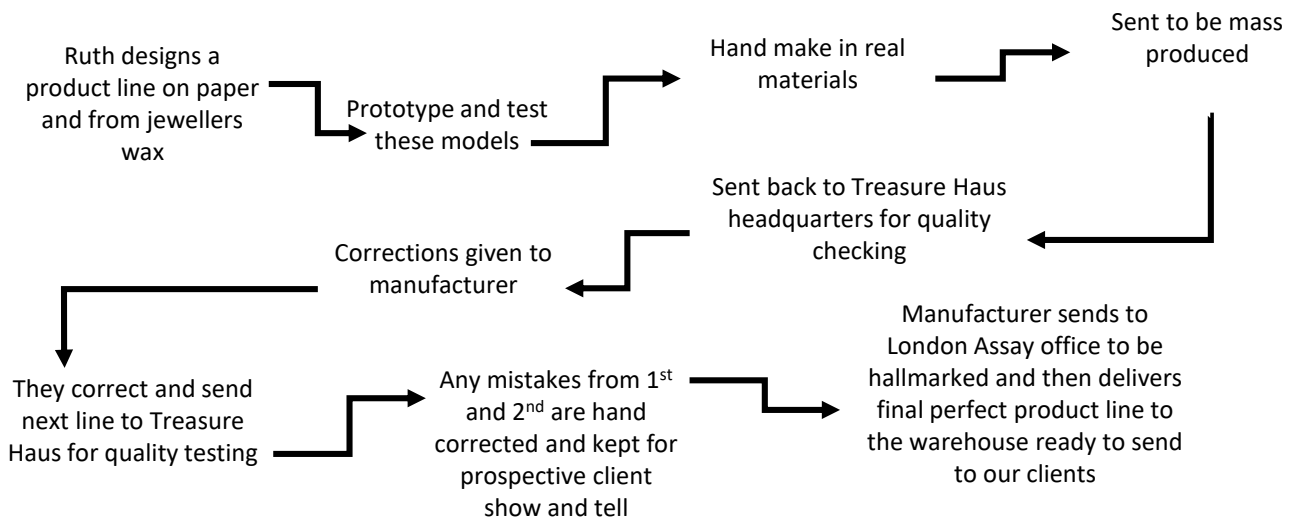 Ruth designs a
product line on paper
and from jewellers
wax
Prototype and test
these models
Hand make in real
materials
Sent to be mass
produced
Sent back to Treasure Haus
headquarters for quality
checking
Corrections given to
manufacturer
They correct and send
next line to Treasure
Haus for quality testing
Any mistakes from 1st
and 2nd are hand
corrected and kept for
prospective client
show and tell
Manufacturer sends to
London Assay office to be
hallmarked and then delivers
final perfect product line to
the warehouse ready to send
to our clients